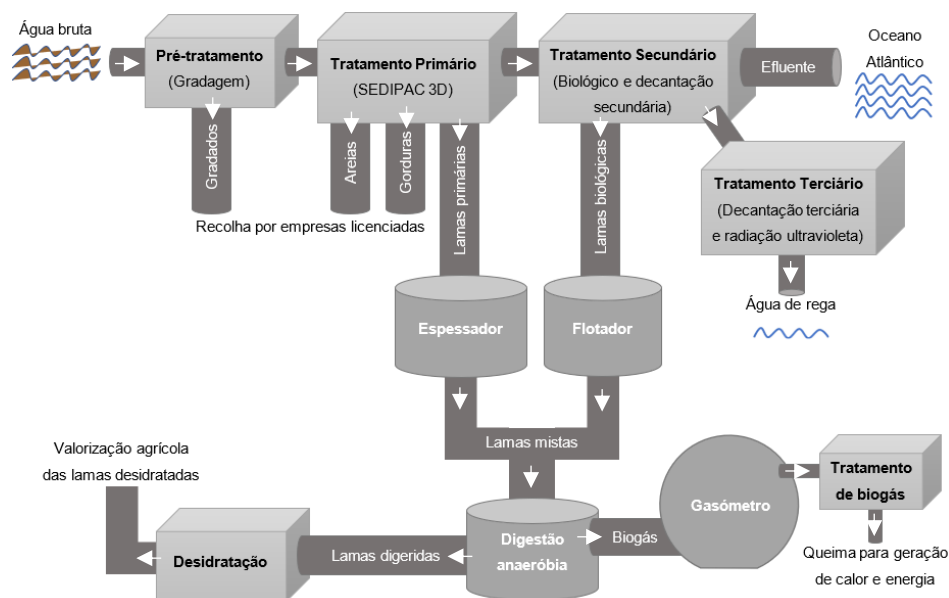 Água bruta
Pré-tratamento
(Gradagem)
Tratamento Primário
(SEDIPAC 3D)
Tratamento Secundário
(Biológico e decantação
secundária)
Efluente
Oceano
Atlântico
Gradados
Areias
Gorduras
Lamas primárias
Lamas biológicas
Tratamento Terciário
(Decantação terciária
e radiação ultravioleta)
Recolha por empresas licenciadas
Água de rega
Espessador
Flotador
Lamas mistas
Valorização agrícola
das lamas desidratadas
Desidratação
Lamas digeridas
Digestão
anaeróbia
Biogás
Gasómetro
Tratamento
de biogás
Queima para geração
de calor e energia